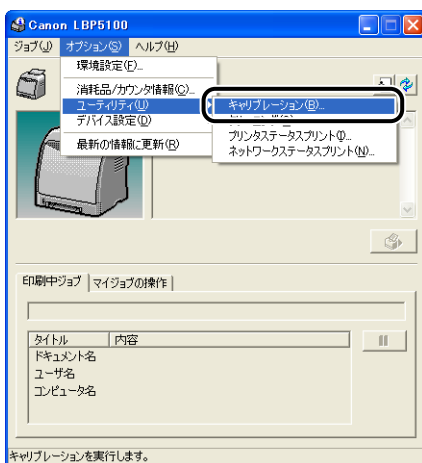 Canon LBP5100
ジョブ(J) オプション(S) ヘルプ(H)
環境設定(F)...
消耗品/カウンタ情報(C)...
ユーティリティ(U)
キャリブレーション(B)...
デバイス設定(D)
プリンタステータスプリント(I)...
最新の情報に更新(R)
ネットワークステータスプリント(N)...
印刷中ジョブ マイジョブの操作
タイトル 内容
ドキュメント名
ユーザ名
コンピュータ名
キャリブレーションを実行します。